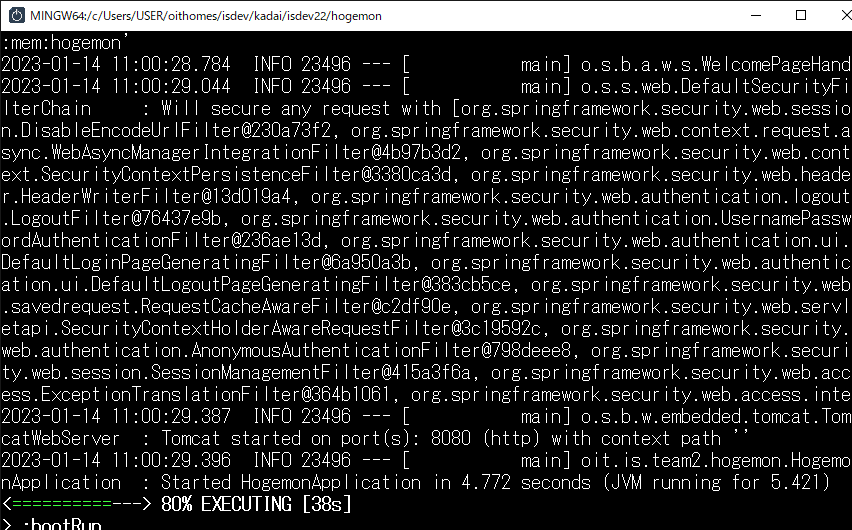 MINGW64:/c/Users/USER/oithomes/isdev/kadai/isdev22/hogemon
:mem:hogemon'
2023-01-14 11:00:28.784  INFO 23496 --- [           main] o.s.b.a.w.s.WelcomePageHand
2023-01-14 11:00:29.044  INFO 23496 --- [           main] o.s.s.web.DefaultSecurityFi
lterChain     : Will secure any request with [org.springframework.security.web.sessio
n.DisableEncodeUrlFilter@230a73f2, org.springframework.security.web.context.request.a
sync.WebAsyncManagerIntegrationFilter@4b97b3d2, org.springframework.security.web.cont
ext.SecurityContextPersistenceFilter@3380ca3d, org.springframework.security.web.heade
r.HeaderWriterFilter@13d019a4, org.springframework.security.web.authentication.logout
.LogoutFilter@76437e9b, org.springframework.security.web.authentication.UsernamePassw
ordAuthenticationFilter@236ae13d, org.springframework.security.web.authentication.ui.
DefaultLoginPageGeneratingFilter@6a950a3b, org.springframework.security.web.authentic
ation.ui.DefaultLogoutPageGeneratingFilter@383cb5ce, org.springframework.security.web
.savedrequest.RequestCacheAwareFilter@c2df90e, org.springframework.security.web.servl
etapi.SecurityContextHolderAwareRequestFilter@3c19592c, org.springframework.security.
web.authentication.AnonymousAuthenticationFilter@798deee8, org.springframework.securi
ty.web.session.SessionManagementFilter@415a3f6a, org.springframework.security.web.acc
ess.ExceptionTranslationFilter@364b1061, org.springframework.security.web.access.inte
2023-01-14 11:00:29.387  INFO 23496 --- [           main] o.s.b.w.embedded.tomcat.Tom
catWebServer  : Tomcat started on port(s): 8080 (http) with context path ''
2023-01-14 11:00:29.396  INFO 23496 --- [           main] oit.is.team2.hogemon.Hogemo
nApplication  : Started HogemonApplication in 4.772 seconds (JVM running for 5.421)
<==========---> 80% EXECUTING [38s]
> :bootRun